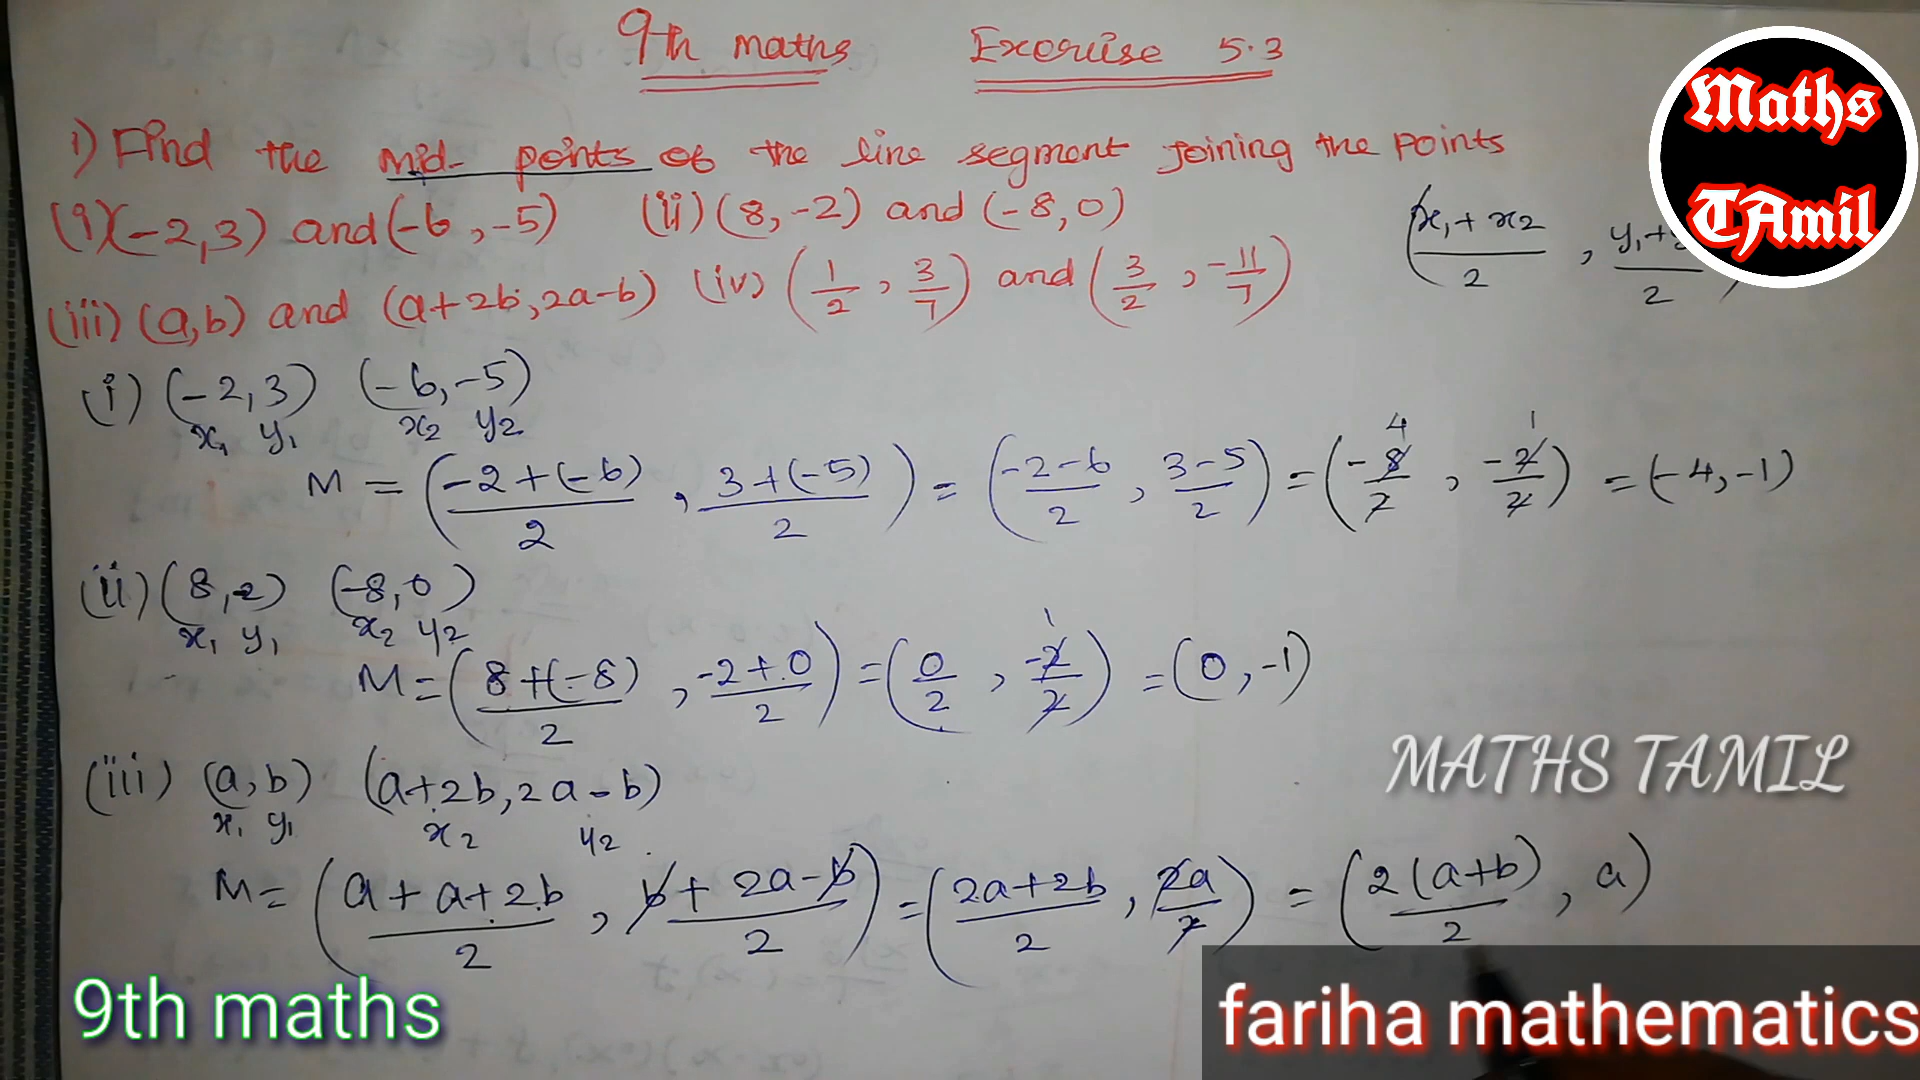 9th maths Exercise 5.3
1) Find the mid- points of the line segment joining the points
(i) (-2,3) and (-6,-5) (ii) (8,-2) and (-8,0)
(iii) (a,b) and (a+2b,2a-b) (iv) (1/2, 3/7) and (3/2, -11/7)
(x₁+x₂/2, y₁+
/2)
Maths
TAmil
(i) (-2,3) (-6,-5)
x₁ y₁ x₂ y₂
M = (-2+(-6)/2, 3+(-5)/2) = (-2-6/2, 3-5/2) = (-8/2, -2/2) = (-4,-1)
4 1
(ii) (8,-2) (-8,0)
x₁ y₁ x₂ y₂
M = (8+(-8)/2, -2+0/2) = (0/2, -2/2) = (0,-1)
1
(iii) (a,b) (a+2b,2a-b)
x₁ y₁ x₂ y₂
MATHS TAMIL
M = (a+a+2b/2, b+2a-b/2) = (2a+2b/2, 2a/2) = (2(a+b)/2, a)
9th maths
fariha mathematics